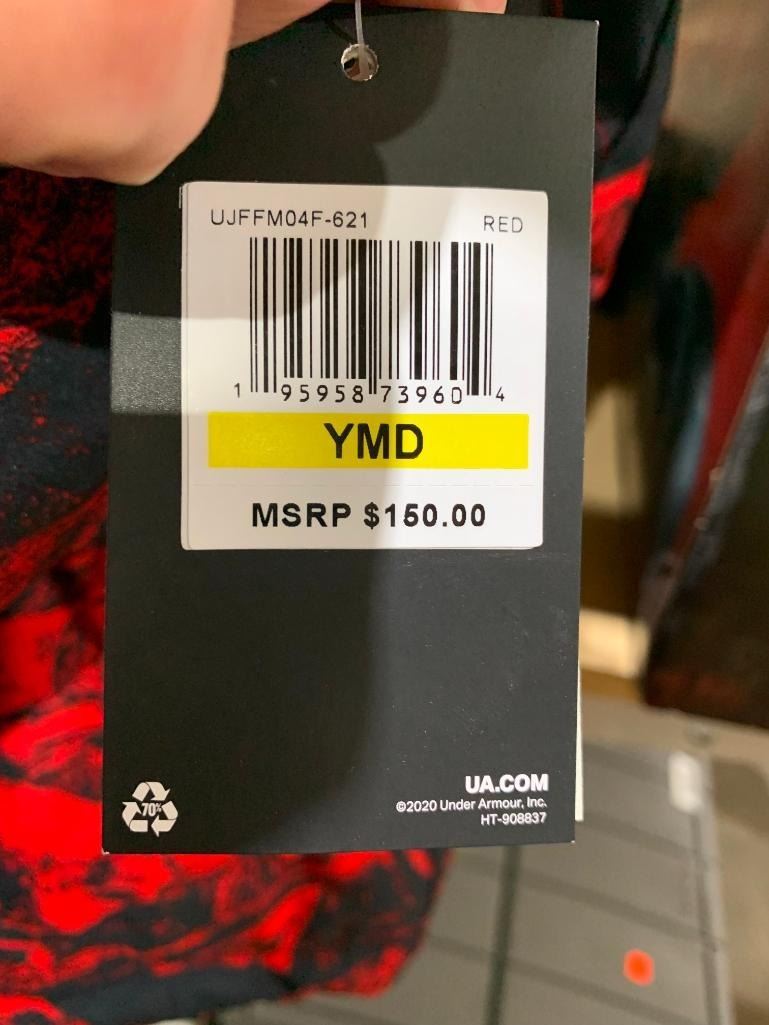 UJFFM04F-621 RED
1 95958 73960 4
YMD
MSRP $150.00
70%
UA.COM
©2020 Under Armour, Inc.
HT-908837